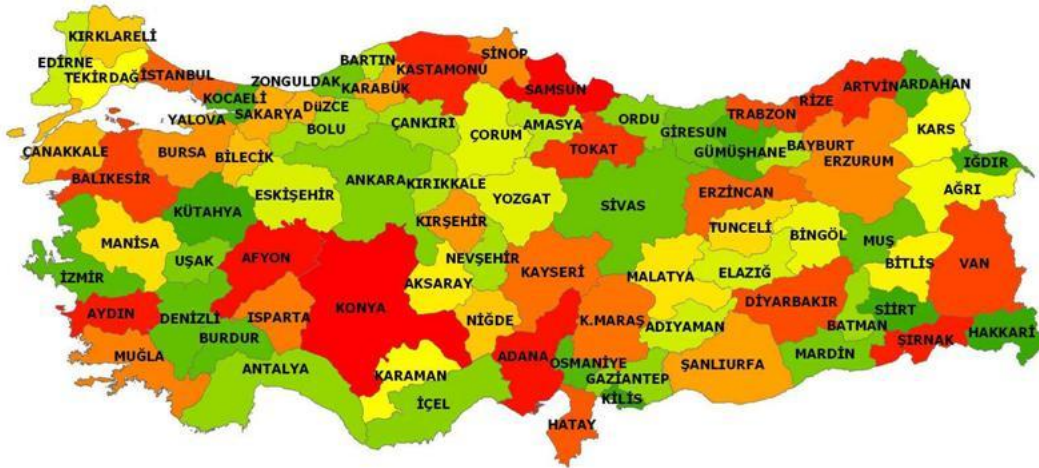 KIRKLARELİ
EDİRNE
TEKİRDAĞ
İSTANBUL
KOCAELİ
YALOVA
SAKARYA
DüZCE
ZONGULDAK
BARTIN
KARABÜK
KASTAMONU
SİNOP
SAMSUN
BOLU
ÇANKIRI
ÇORUM
AMASYA
ORDU
GİRESUN
TRABZON
RİZE
ARTVİN
ARDAHAN
KARS
IĞDIR
AĞRI
ERZURUM
BAYBURT
GÜMÜŞHANE
TOKAT
ÇANAKKALE
BURSA
BİLECİK
BALIKESİR
KÜTAHYA
ESKİŞEHİR
ANKARA
KIRIKKALE
YOZGAT
SİVAS
ERZİNCAN
TUNCELİ
BİNGÖL
MUŞ
BİTLİS
VAN
MANİSA
İZMİR
UŞAK
AFYON
KONYA
AKSARAY
KIRŞEHİR
NEVŞEHİR
KAYSERİ
MALATYA
ELAZIĞ
DİYARBAKIR
BATMAN
SİİRT
ŞIRNAK
HAKKARİ
AYDIN
DENİZLİ
ISPARTA
BURDUR
MUĞLA
ANTALYA
KARAMAN
NİĞDE
İÇEL
ADANA
K.MARAŞ
OSMANİYE
ADIYAMAN
GAZİANTEP
KİLİS
HATAY
ŞANLIURFA
MARDİN